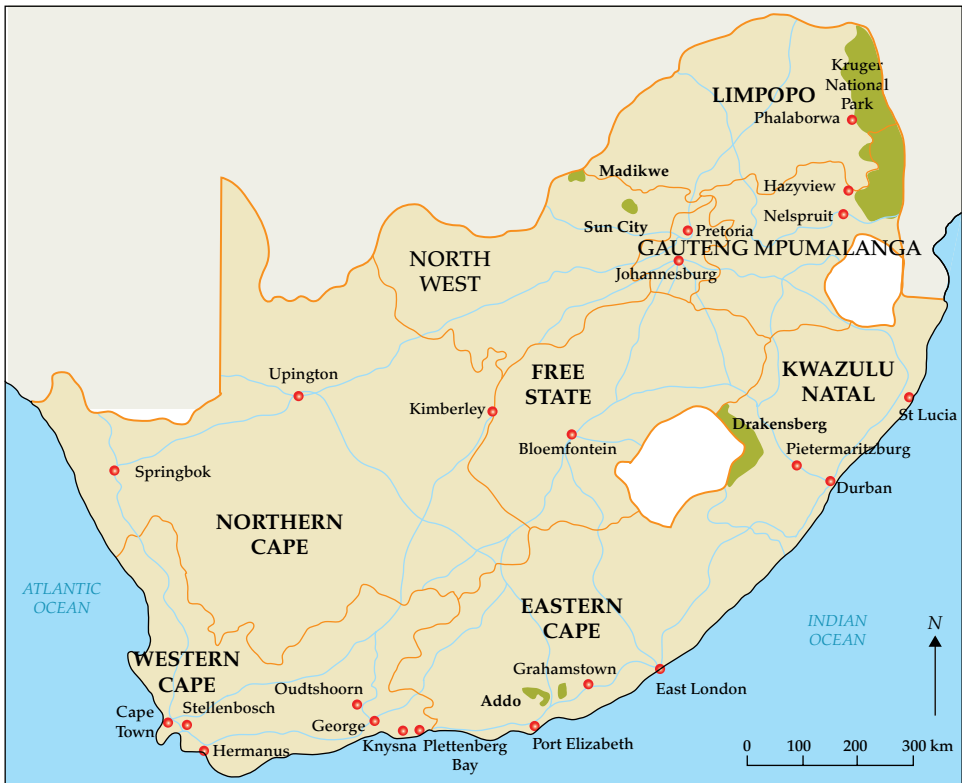 Kruger
National
Park
LIMPOPO
Phalaborwa
Madikwe
Hazyview
Sun City
Nelspruit
Pretoria
GAUTENG MPUMALANGA
NORTH
WEST
Johannesburg
Upington
FREE
STATE
KWAZULU
NATAL
Kimberley
St Lucia
Drakensberg
Bloemfontein
Pietermaritzburg
Springbok
Durban
NORTHERN
CAPE
ATLANTIC
OCEAN
EASTERN
CAPE
INDIAN
OCEAN
N
WESTERN
CAPE
Grahamstown
East London
Oudtshoorn
Addo
Stellenbosch
Cape
Town
George
Hermanus
Knysna
Plettenberg
Bay
Port Elizabeth
0 100 200 300 km